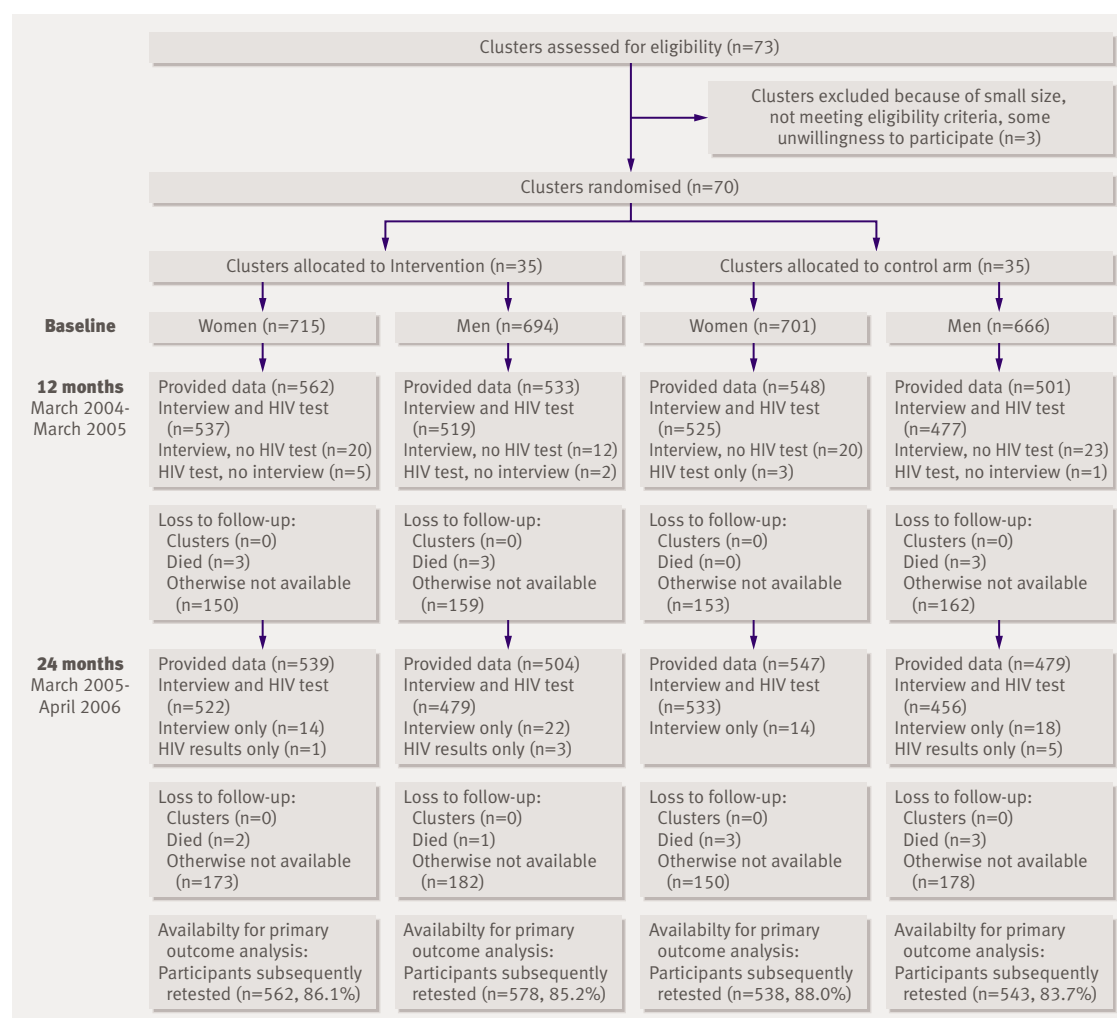 Clusters assessed for eligibility (n=73)
Clusters excluded because of small size,
not meeting eligibility criteria, some
unwillingness to participate (n=3)
Clusters randomised (n=70)
Clusters allocated to Intervention (n=35)
Clusters allocated to control arm (n=35)
Baseline
Women (n=715)
Men (n=694)
Women (n=701)
Men (n=666)
12 months
March 2004-
March 2005
Provided data (n=562)
Interview and HIV test
(n=537)
Interview, no HIV test (n=20)
HIV test, no interview (n=5)
Provided data (n=533)
Interview and HIV test
(n=519)
Interview, no HIV test (n=12)
HIV test, no interview (n=2)
Provided data (n=548)
Interview and HIV test
(n=525)
Interview, no HIV test (n=20)
HIV test only (n=3)
Provided data (n=501)
Interview and HIV test
(n=477)
Interview, no HIV test (n=23)
HIV test, no interview (n=1)
Loss to follow-up:
Clusters (n=0)
Died (n=3)
Otherwise not available
(n=150)
Loss to follow-up:
Clusters (n=0)
Died (n=3)
Otherwise not available
(n=159)
Loss to follow-up:
Clusters (n=0)
Died (n=0)
Otherwise not available
(n=153)
Loss to follow-up:
Clusters (n=0)
Died (n=3)
Otherwise not available
(n=162)
24 months
March 2005-
April 2006
Provided data (n=539)
Interview and HIV test
(n=522)
Interview only (n=14)
HIV results only (n=1)
Provided data (n=504)
Interview and HIV test
(n=479)
Interview only (n=22)
HIV results only (n=3)
Provided data (n=547)
Interview and HIV test
(n=533)
Interview only (n=14)
Provided data (n=479)
Interview and HIV test
(n=456)
Interview only (n=18)
HIV results only (n=5)
Loss to follow-up:
Clusters (n=0)
Died (n=2)
Otherwise not available
(n=173)
Loss to follow-up:
Clusters (n=0)
Died (n=1)
Otherwise not available
(n=182)
Loss to follow-up:
Clusters (n=0)
Died (n=3)
Otherwise not available
(n=150)
Loss to follow-up:
Clusters (n=0)
Died (n=3)
Otherwise not available
(n=178)
Availabilty for primary
outcome analysis:
Participants subsequently
retested (n=562, 86.1%)
Availabilty for primary
outcome analysis:
Participants subsequently
retested (n=578, 85.2%)
Availabilty for primary
outcome analysis:
Participants subsequently
retested (n=538, 88.0%)
Availabilty for primary
outcome analysis:
Participants subsequently
retested (n=543, 83.7%)